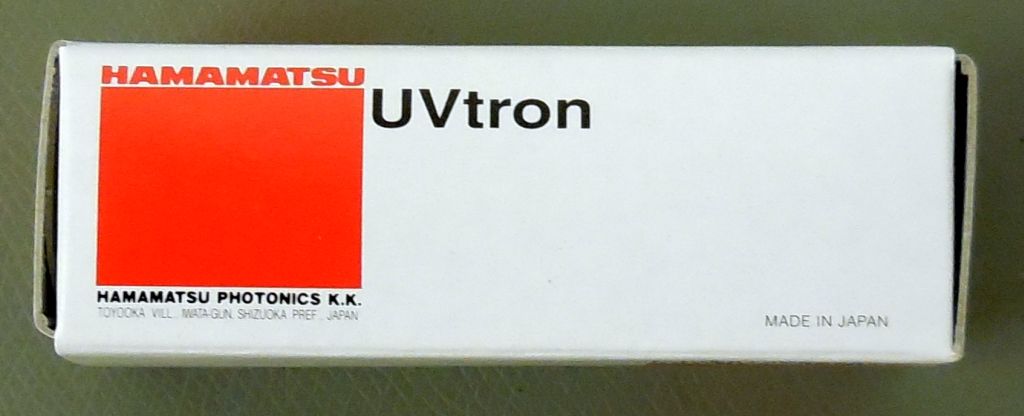 HAMAMATSU
UVtron
HAMAMATSU PHOTONICS K.K.
TOYOOKA VILL., IWATA-GUN, SHIZUOKA PREF., JAPAN
MADE IN JAPAN